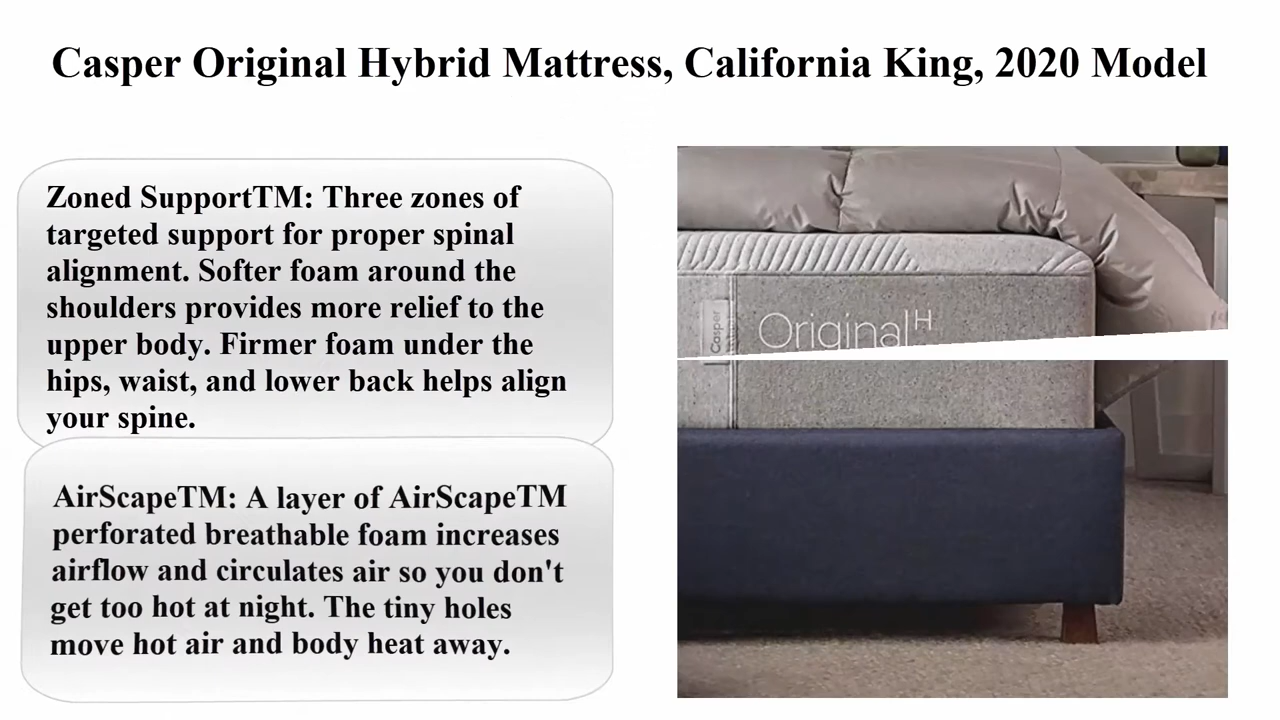 Casper Original Hybrid Mattress, California King, 2020 Model
Zoned SupportTM: Three zones of
targeted support for proper spinal
alignment. Softer foam around the
shoulders provides more relief to the
upper body. Firmer foam under the
hips, waist, and lower back helps align
your spine.
AirScapeTM: A layer of AirScapeTM
perforated breathable foam increases
airflow and circulates air so you don't
get too hot at night. The tiny holes
move hot air and body heat away.
Casper
Original H